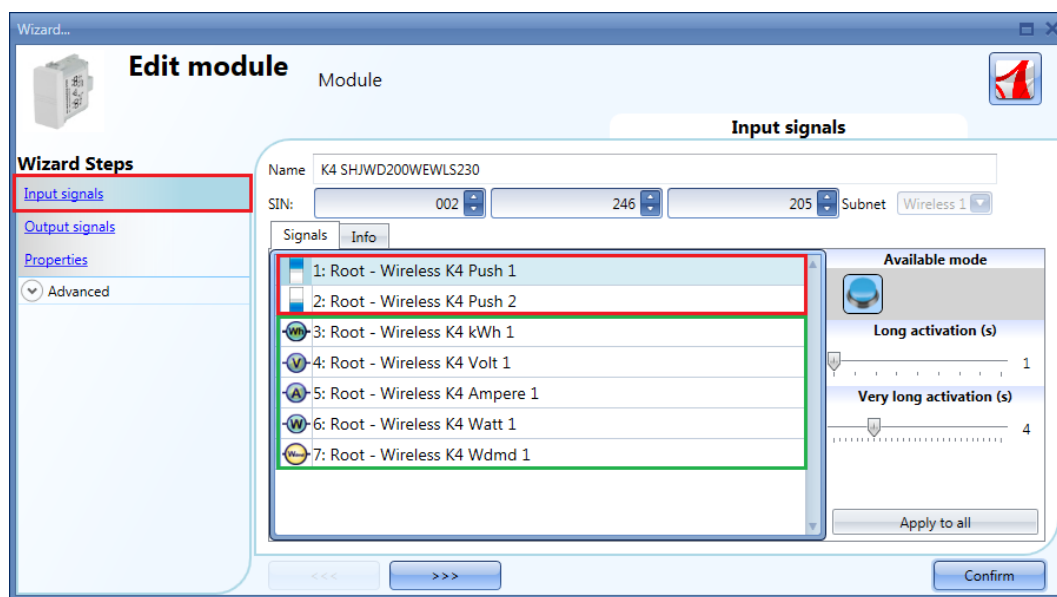 Wizard...
Edit module
Module
Input signals
Wizard Steps
Input signals
Output signals
Properties
Advanced
Name K4 SHJWD200WEWLS230
SIN: 002 246 205 Subnet Wireless 1
Signals Info
1: Root - Wireless K4 Push 1
2: Root - Wireless K4 Push 2
Wh 3: Root - Wireless K4 kWh 1
V 4: Root - Wireless K4 Volt 1
A 5: Root - Wireless K4 Ampere 1
W 6: Root - Wireless K4 Watt 1
7: Root - Wireless K4 Wdmd 1
Available mode
Long activation (s)
1
Very long activation (s)
4
Apply to all
<<< >>> Confirm